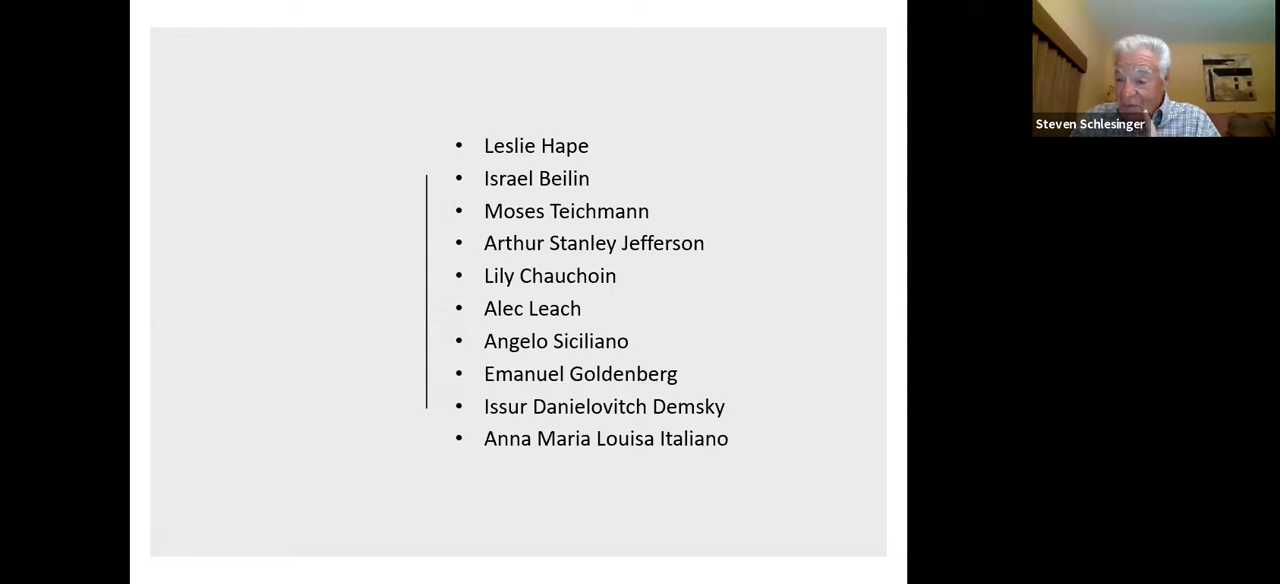 Leslie Hape
Israel Beilin
Moses Teichmann
Arthur Stanley Jefferson
Lily Chauchoin
Alec Leach
Angelo Siciliano
Emanuel Goldenberg
Issur Danielovitch Demsky
Anna Maria Louisa Italiano
Steven Schlesinger